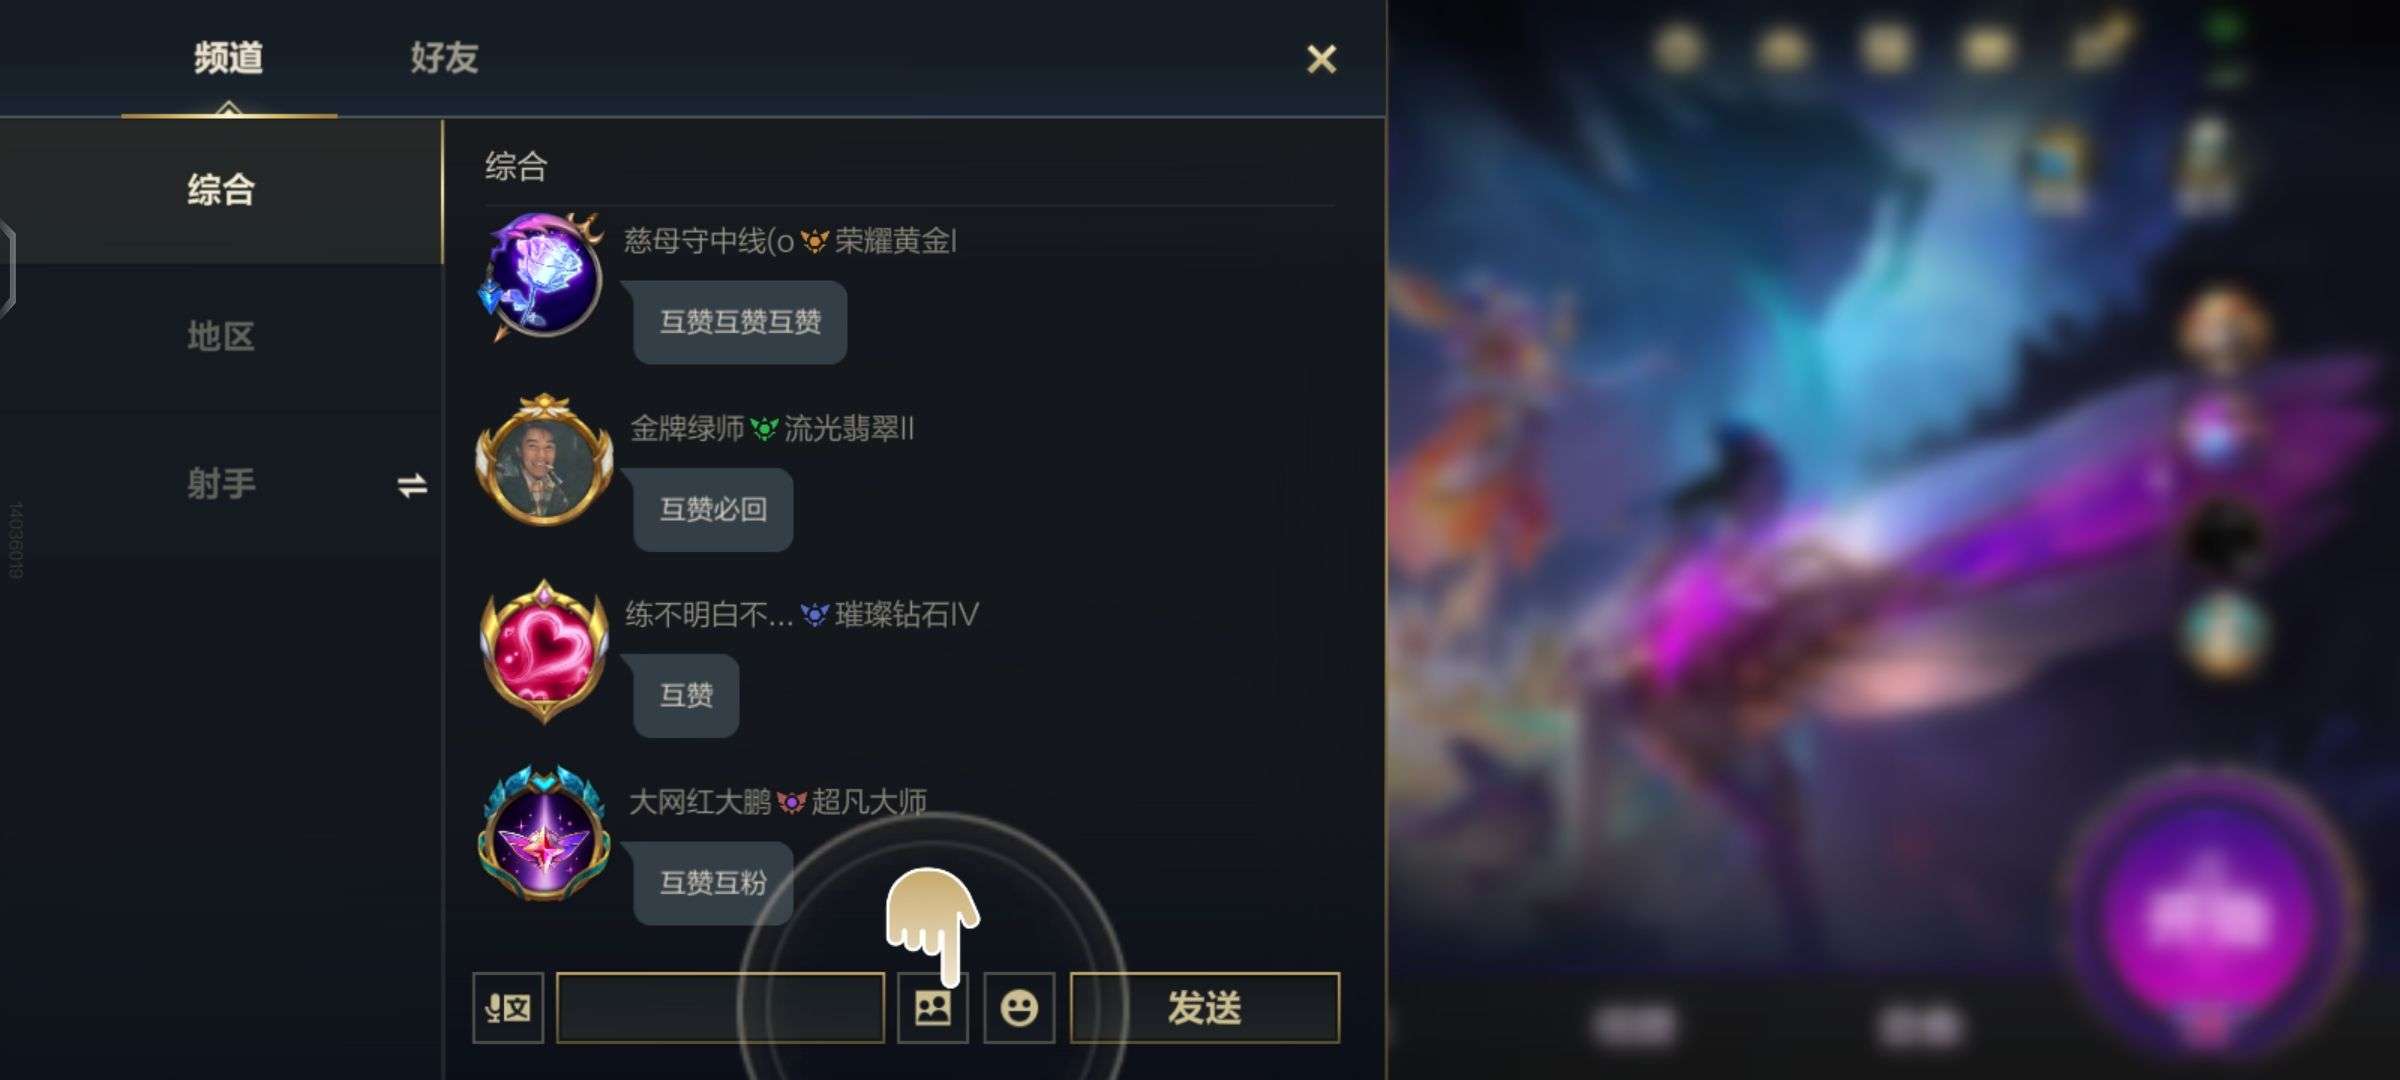 频道
好友
综合
地区
射手
综合
慈母守中线(o 荣耀黄金I
互赞互赞互赞
金牌绿师 流光翡翠II
互赞必回
练不明白不... 璀璨钻石IV
互赞
大网红大鹏 超凡大师
互赞互粉
文
发送
14036019